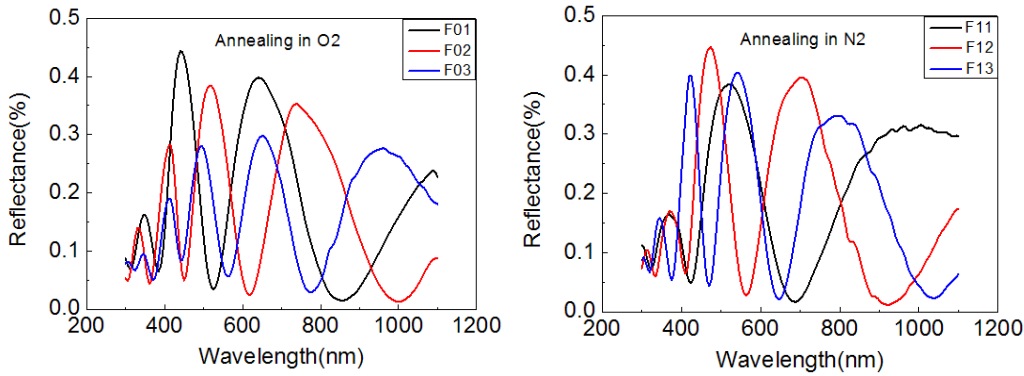 Annealing in O2
F01
F02
F03
0.5
0.4
0.3
0.2
0.1
0.0
200 400 600 800 1000 1200
Wavelength(nm)
Reflectance(%)
Annealing in N2
F11
F12
F13
0.5
0.4
0.3
0.2
0.1
0.0
200 400 600 800 1000 1200
Wavelength(nm)
Reflectance(%)